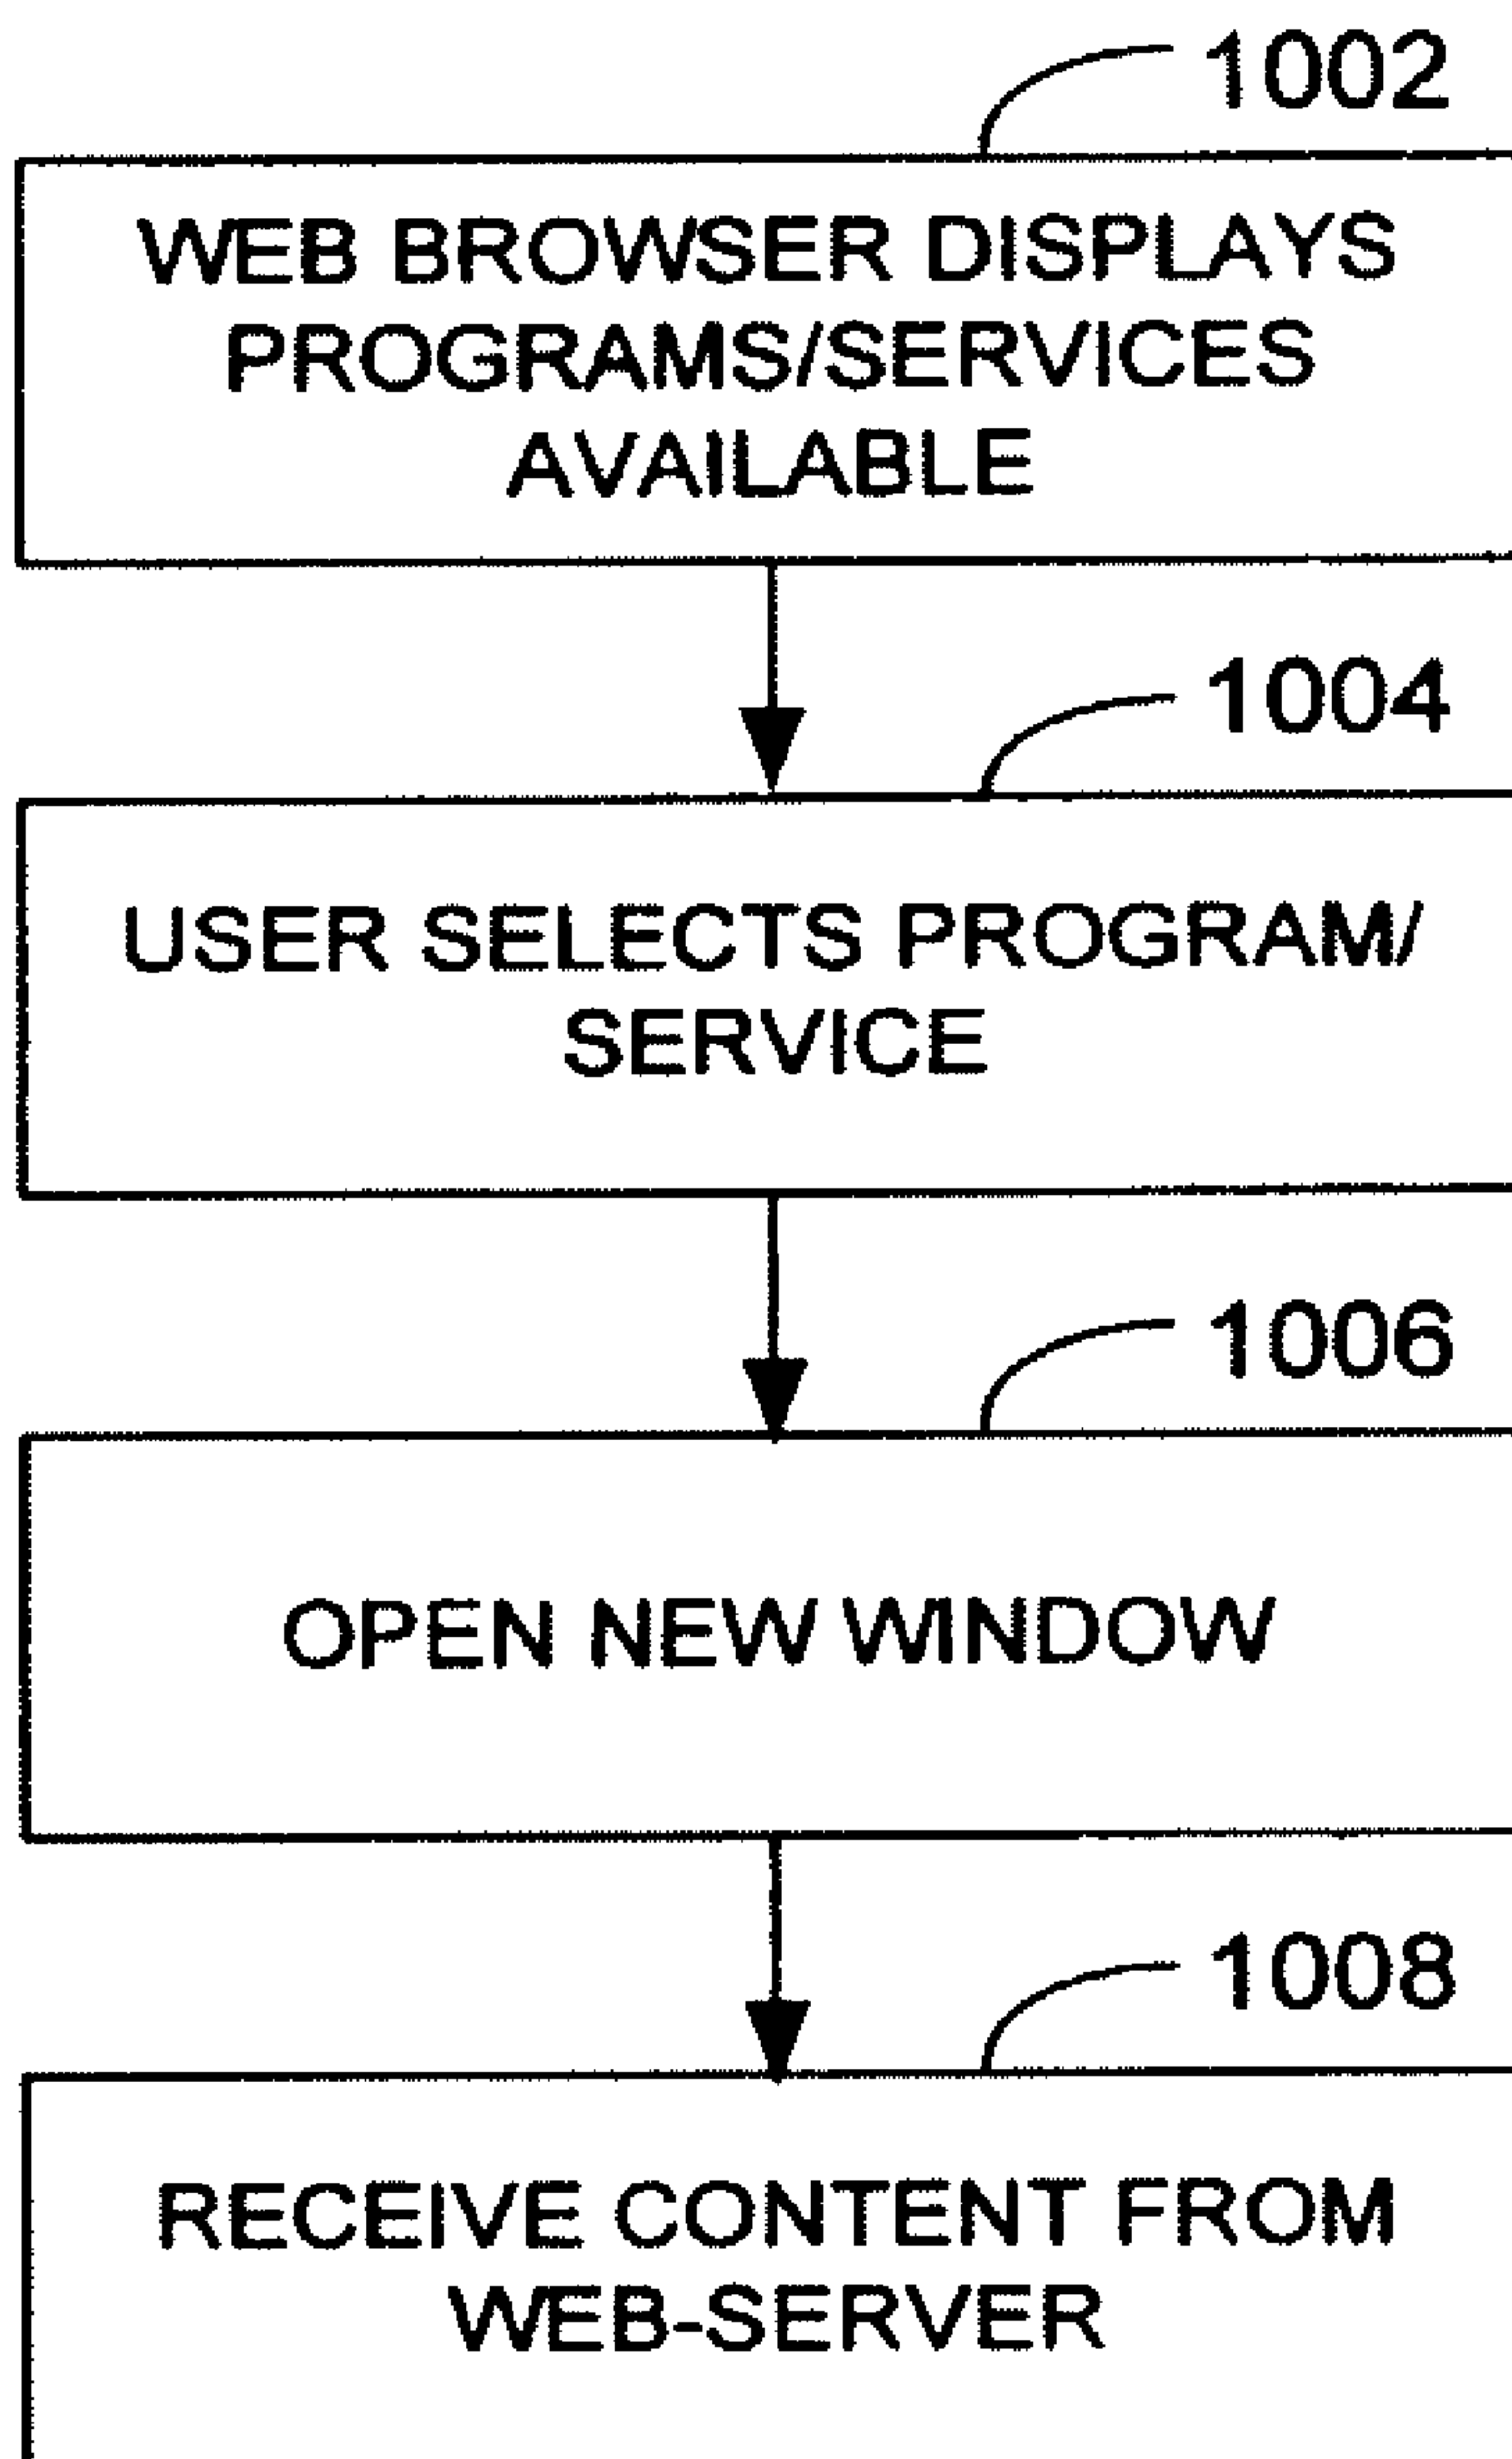 1002
WEB BROWSER DISPLAYS
PROGRAMS/SERVICES
AVAILABLE
1004
USER SELECTS PROGRAM/
SERVICE
1006
OPEN NEW WINDOW
1008
RECEIVE CONTENT FROM
WEB-SERVER